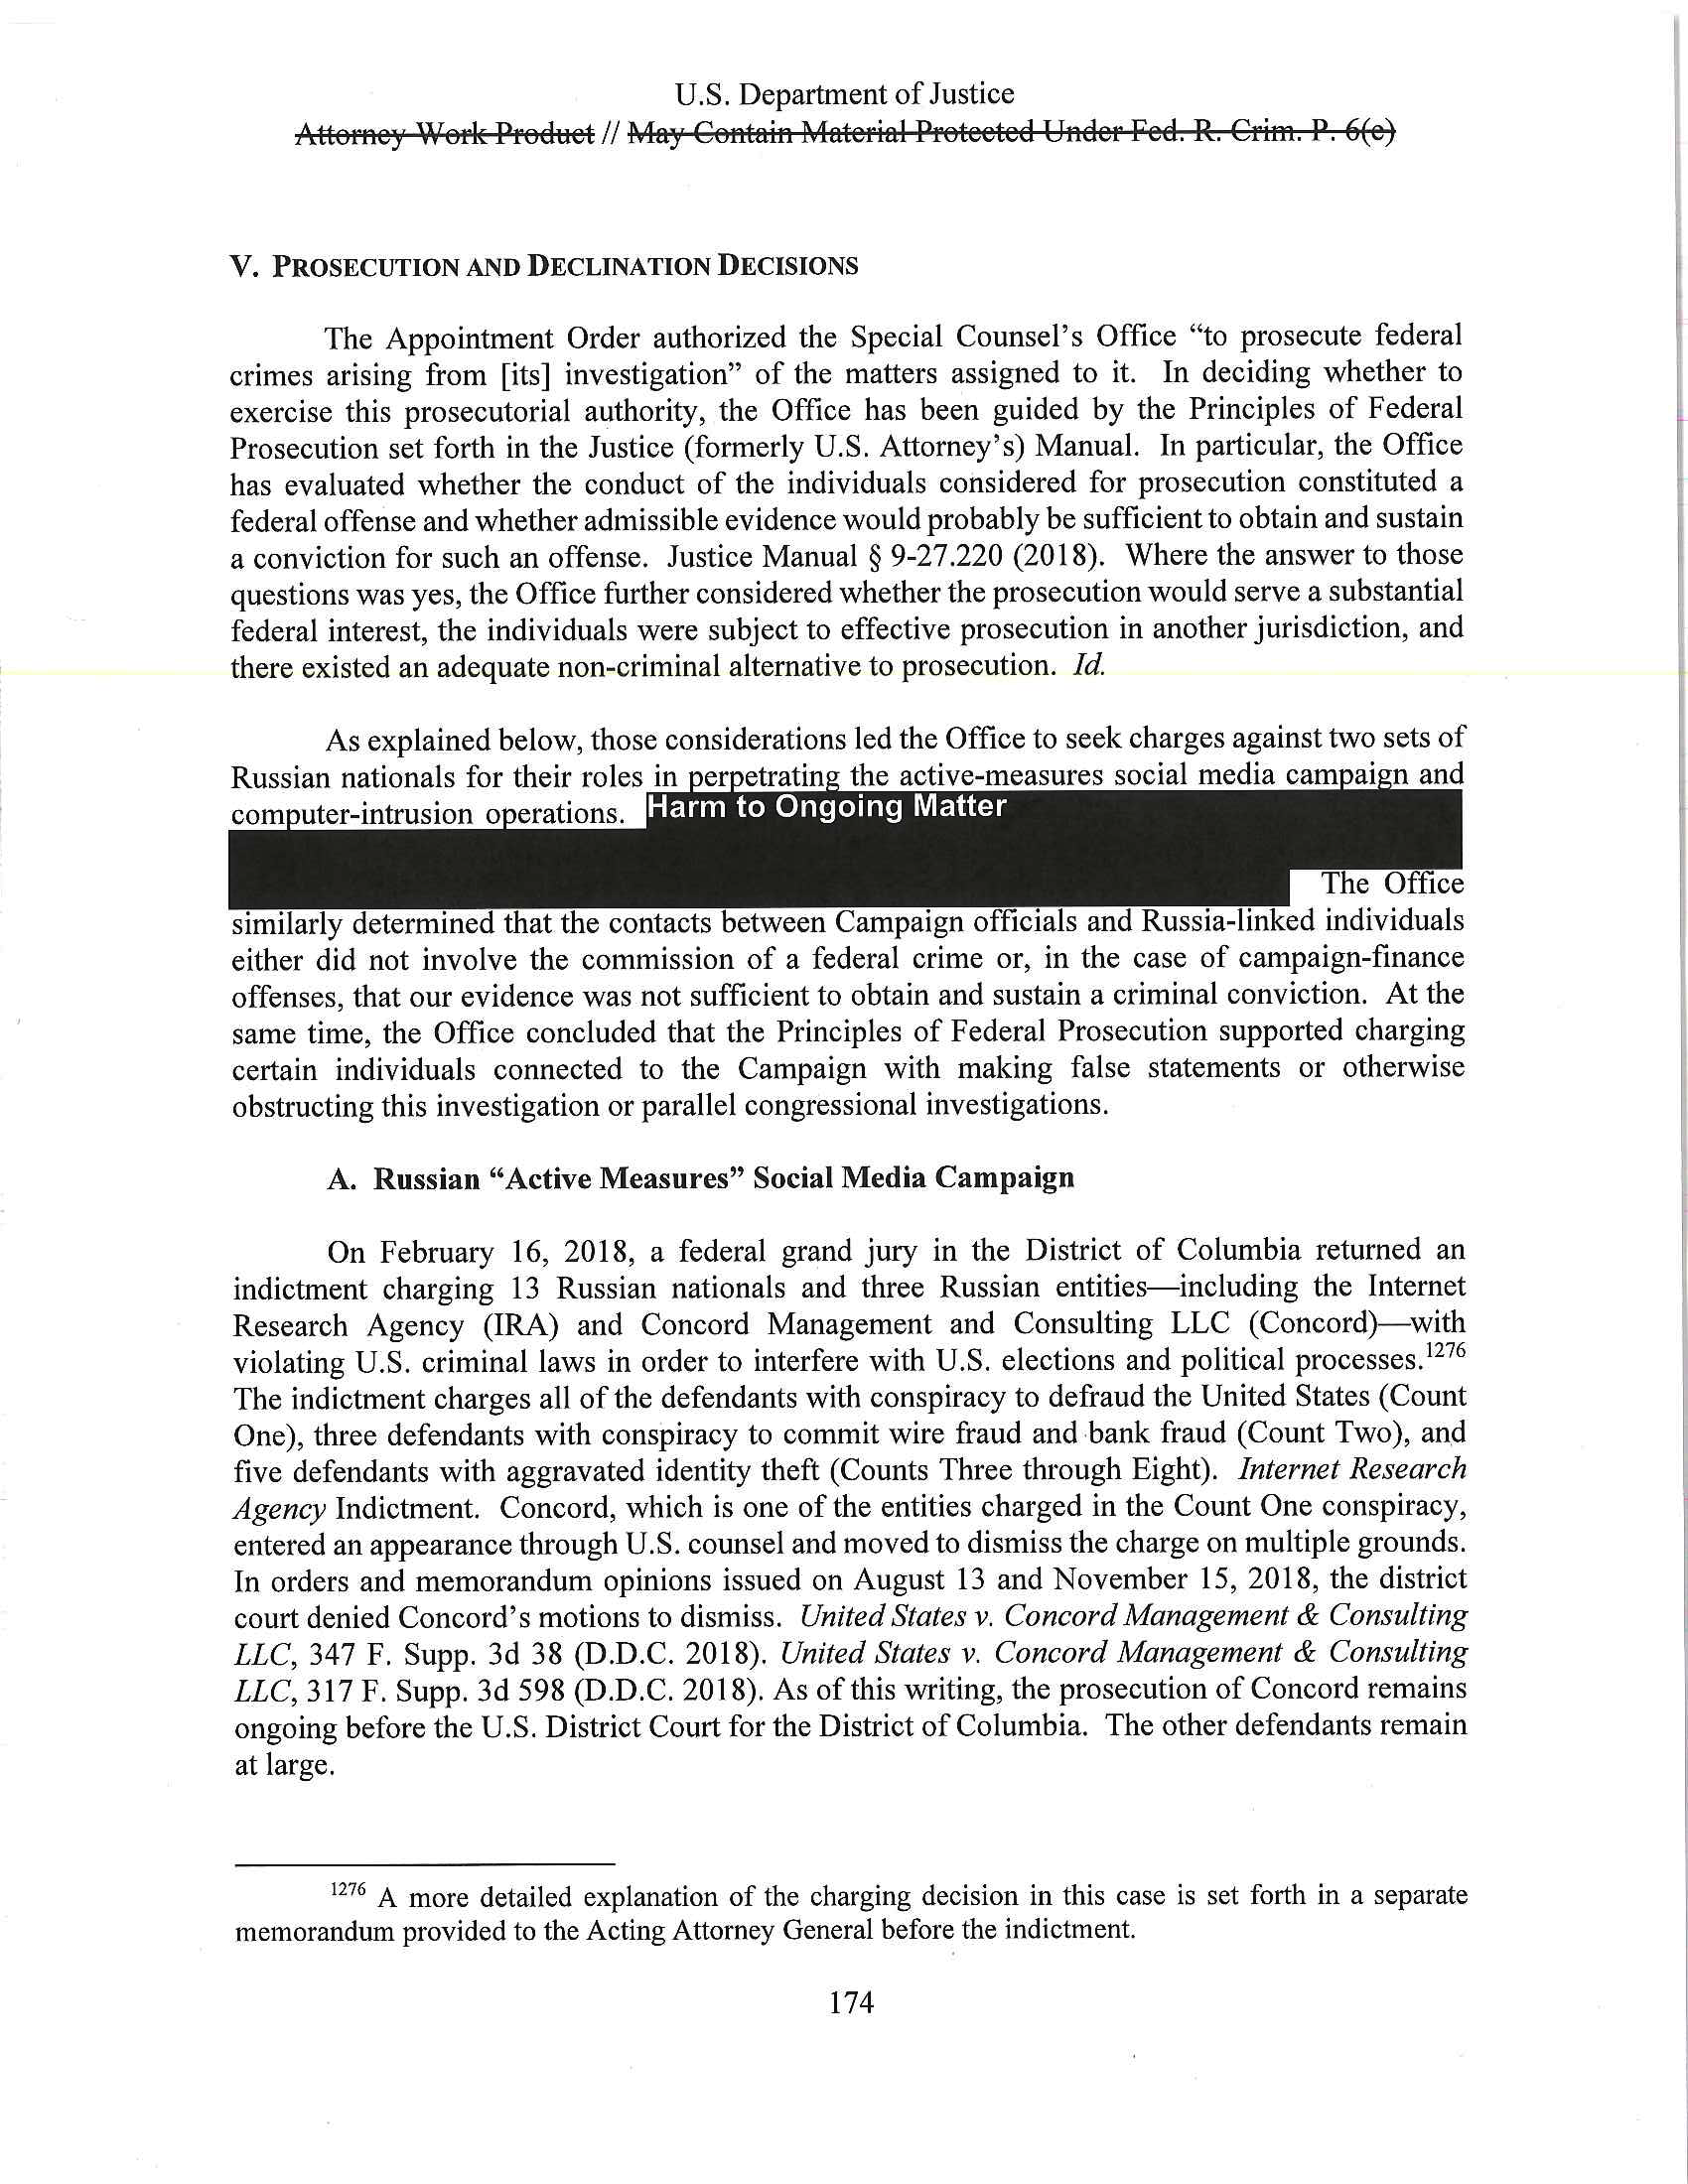 U.S. Department of Justice
Attorney Work Product // May Contain Material Protected Under Fed. R. Crim. P. 6(e)
V. PROSECUTION AND DECLINATION DECISIONS
The Appointment Order authorized the Special Counsel's Office “to prosecute federal
crimes arising from [its] investigation” of the matters assigned to it. In deciding whether to
exercise this prosecutorial authority, the Office has been guided by the Principles of Federal
Prosecution set forth in the Justice (formerly U.S. Attorney's) Manual. In particular, the Office
has evaluated whether the conduct of the individuals considered for prosecution constituted a
federal offense and whether admissible evidence would probably be sufficient to obtain and sustain
a conviction for such an offense. Justice Manual § 9-27.220 (2018). Where the answer to those
questions was yes, the Office further considered whether the prosecution would serve a substantial
federal interest, the individuals were subject to effective prosecution in another jurisdiction, and
there existed an adequate non-criminal alternative to prosecution. Id.
As explained below, those considerations led the Office to seek charges against two sets of
Russian nationals for their roles in perpetrating the active-measures social media campaign and
computer-intrusion operations. Harm to Ongoing Matter
The Office
similarly determined that the contacts between Campaign officials and Russia-linked individuals
either did not involve the commission of a federal crime or, in the case of campaign-finance
offenses, that our evidence was not sufficient to obtain and sustain a criminal conviction. At the
same time, the Office concluded that the Principles of Federal Prosecution supported charging
certain individuals connected to the Campaign with making false statements or otherwise
obstructing this investigation or parallel congressional investigations.
A. Russian “Active Measures” Social Media Campaign
On February 16, 2018, a federal grand jury in the District of Columbia returned an
indictment charging 13 Russian nationals and three Russian entities—including the Internet
Research Agency (IRA) and Concord Management and Consulting LLC (Concord)—with
violating U.S. criminal laws in order to interfere with U.S. elections and political processes.1276
The indictment charges all of the defendants with conspiracy to defraud the United States (Count
One), three defendants with conspiracy to commit wire fraud and bank fraud (Count Two), and
five defendants with aggravated identity theft (Counts Three through Eight). Internet Research
Agency Indictment. Concord, which is one of the entities charged in the Count One conspiracy,
entered an appearance through U.S. counsel and moved to dismiss the charge on multiple grounds.
In orders and memorandum opinions issued on August 13 and November 15, 2018, the district
court denied Concord's motions to dismiss. United States v. Concord Management & Consulting
LLC, 347 F. Supp. 3d 38 (D.D.C. 2018). United States v. Concord Management & Consulting
LLC, 317 F. Supp. 3d 598 (D.D.C. 2018). As of this writing, the prosecution of Concord remains
ongoing before the U.S. District Court for the District of Columbia. The other defendants remain
at large.
1276 A more detailed explanation of the charging decision in this case is set forth in a separate
memorandum provided to the Acting Attorney General before the indictment.
174